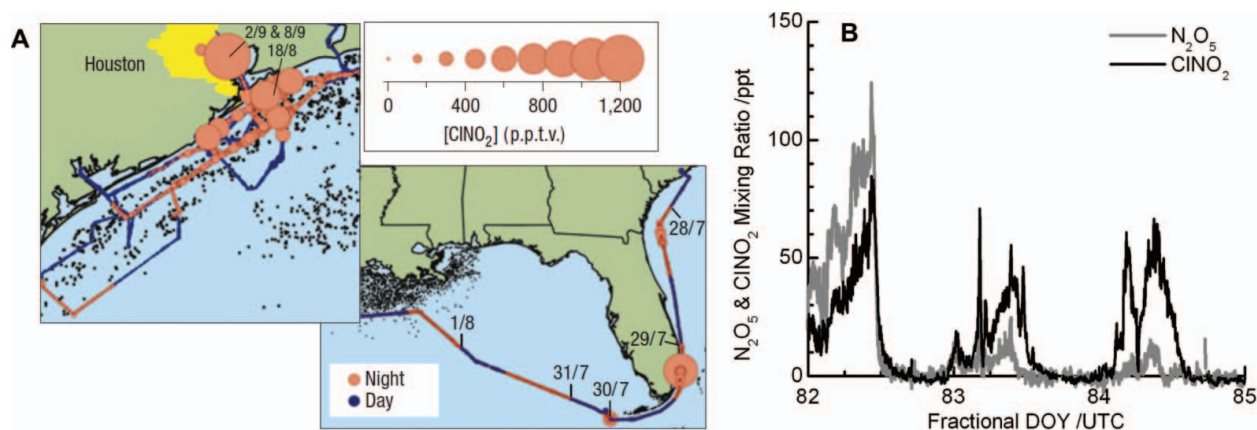 A
Houston
2/9 & 8/9
18/8
0 400 800 1,200
[ClNO₂] (p.p.t.v.)
28/7
29/7
1/8
31/7
30/7
Night
Day
B
N₂O₅
ClNO₂
N₂O₅ & ClNO₂ Mixing Ratio /ppt
150
100
50
0
82 83 84 85
Fractional DOY /UTC